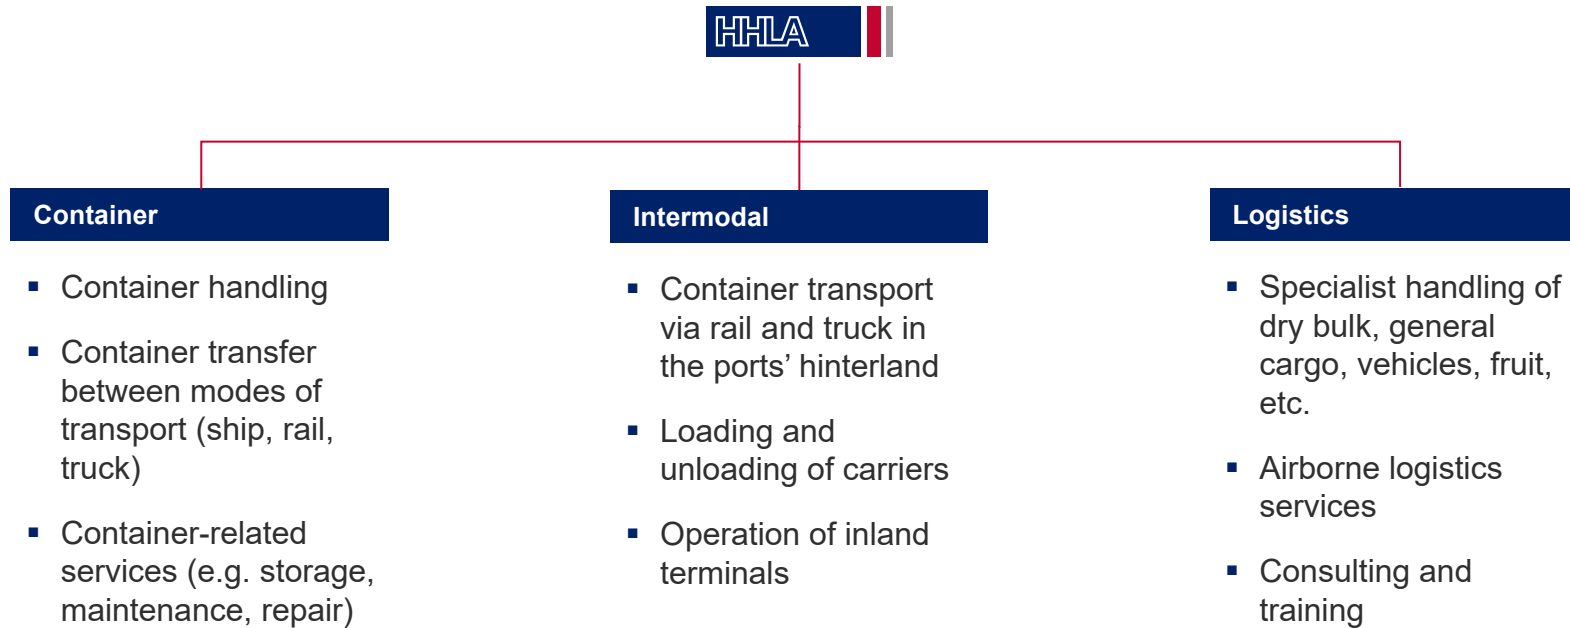 HHLA
Container
Container handling
Container transfer
between modes of
transport (ship, rail,
truck)
Container-related
services (e.g. storage,
maintenance, repair)
Intermodal
Container transport
via rail and truck in
the ports’ hinterland
Loading and
unloading of carriers
Operation of inland
terminals
Logistics
Specialist handling of
dry bulk, general
cargo, vehicles, fruit,
etc.
Airborne logistics
services
Consulting and
training